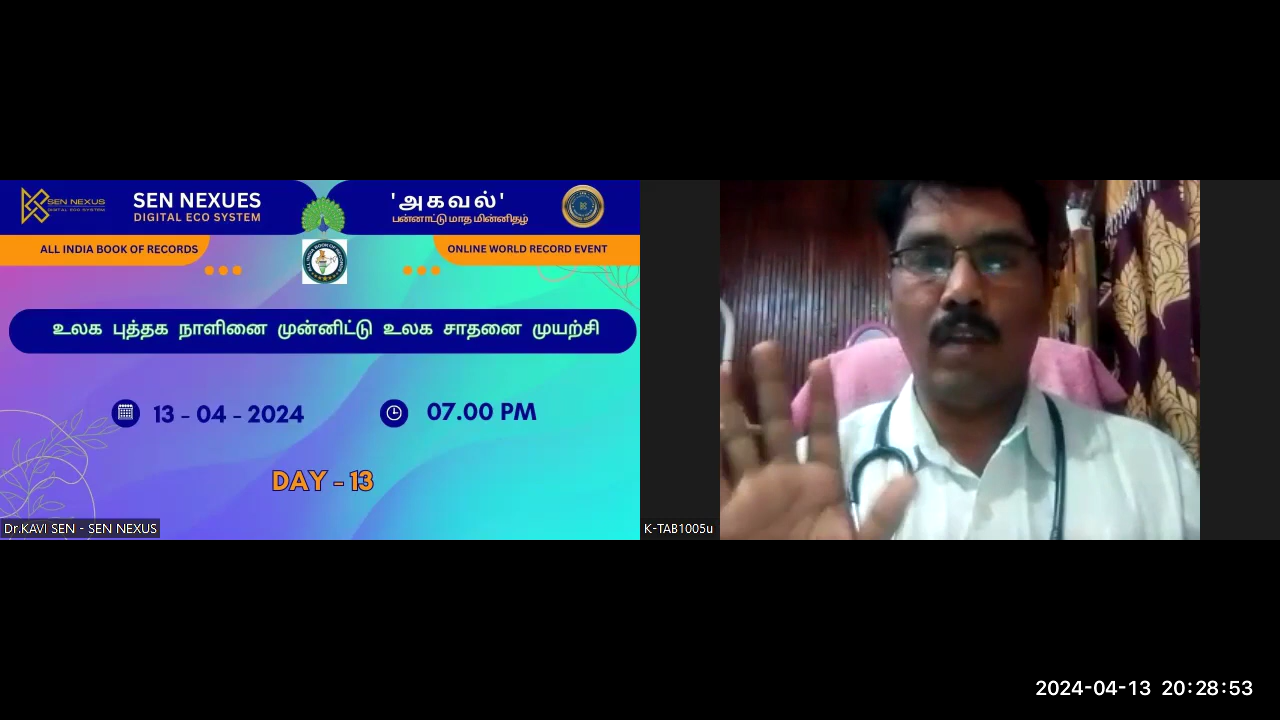 SEN NEXUS
DIGITAL ECO SYSTEM
SEN NEXUES
DIGITAL ECO SYSTEM
'அகவல்'
பன்னாட்டு மாத மின்னிதழ்
ALL INDIA BOOK OF RECORDS
ONLINE WORLD RECORD EVENT
உலக புத்தக நாளினை முன்னிட்டு உலக சாதனை முயற்சி
13 - 04 - 2024
07.00 PM
DAY - 13
Dr.KAVI SEN - SEN NEXUS
K-TAB1005u
2024-04-13 20:28:53